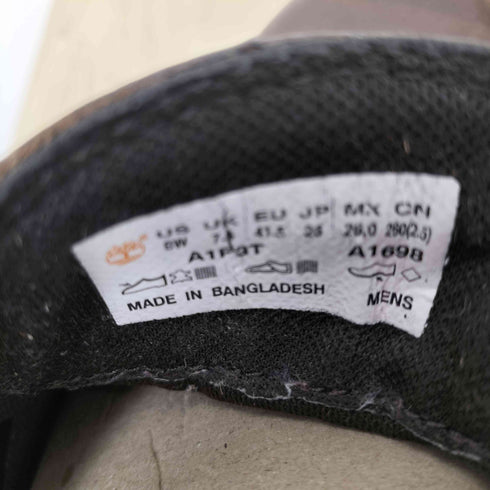 US UK EU JP MX CN
8W 7.5 41.5 26 26.0 260(2.5)
A1P3T A1698
MADE IN BANGLADESH MENS